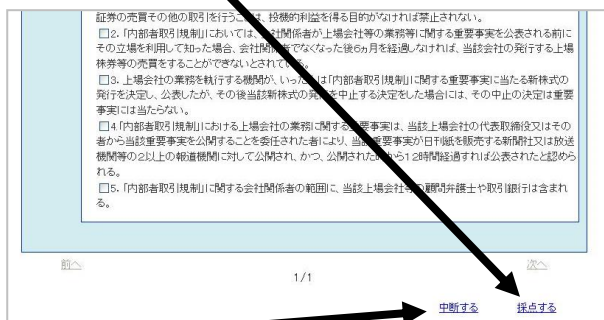 証券の売買その他の取引を行うことは、投機的利益を得る目的がなければ禁止されない。
□2.「内部者取引規制」においては、会社関係者が上場会社等の業務等に関する重要事実を公表される前に
その立場を利用して知った場合、会社関係者でなくなった後6ヵ月を経過しなければ、当該会社の発行する上場
株券等の売買をすることができないとされている。
□3. 上場会社の業務を執行する機関が、いったんは「内部者取引規制」に関する重要事実に当たる新株式の
発行を決定し、公表したが、その後当該新株式の発行を中止する決定をした場合には、その中止の決定は重要
事実には当たらない。
□4.「内部者取引規制」における上場会社の業務に関する重要事実は、当該上場会社の代表取締役又はその
者から当該重要事実を公開することを委任された者により、当該重要事実が日刊紙を販売する新聞社又は放送
機関等の2以上の報道機関に対して公開され、かつ、公開された時から12時間経過すれば公表されたと認めら
れる。
□5.「内部者取引規制」に関する会社関係者の範囲に、当該上場会社等の顧問弁護士や取引銀行は含まれ
る。
前へ
1/1
次へ
中断する 採点する